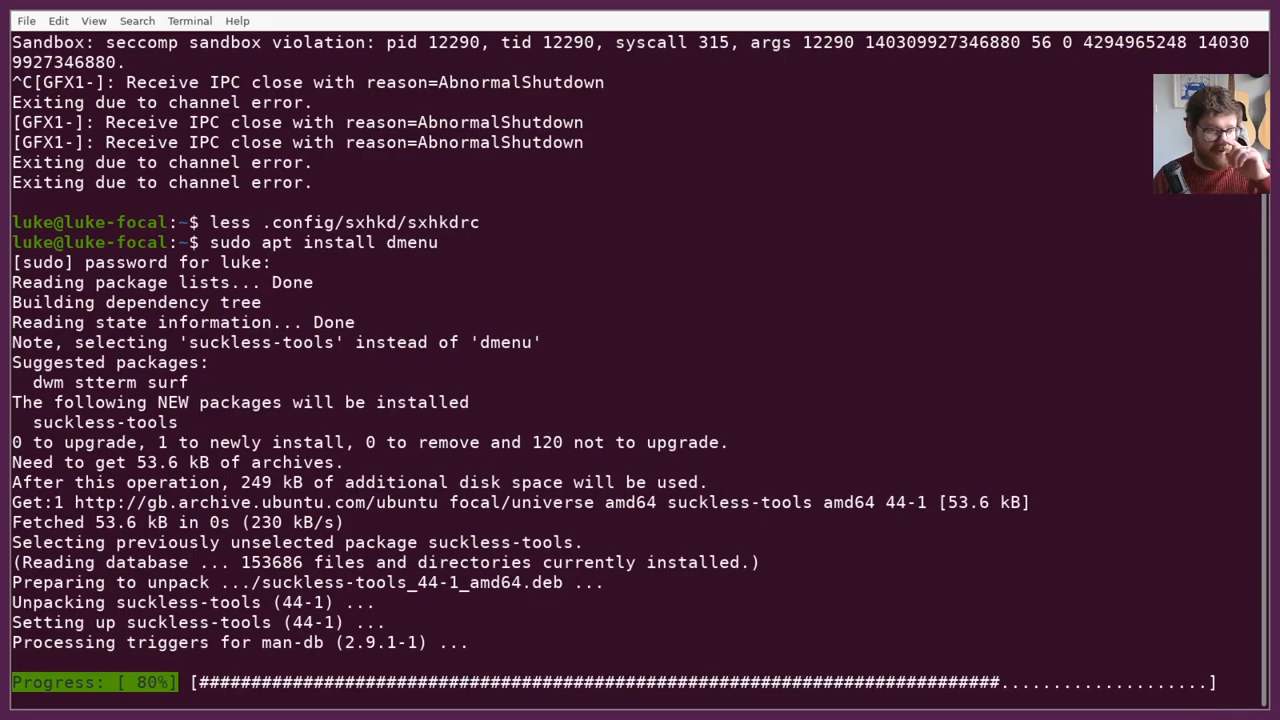 File Edit View Search Terminal Help
Sandbox: seccomp sandbox violation: pid 12290, tid 12290, syscall 315, args 12290 140309927346880 56 0 4294965248 14030
9927346880.
^C[GFX1-]: Receive IPC close with reason=AbnormalShutdown
Exiting due to channel error.
[GFX1-]: Receive IPC close with reason=AbnormalShutdown
[GFX1-]: Receive IPC close with reason=AbnormalShutdown
Exiting due to channel error.
Exiting due to channel error.
luke@luke-focal:~$ less .config/sxhkd/sxhkdrc
luke@luke-focal:~$ sudo apt install dmenu
[sudo] password for luke:
Reading package lists... Done
Building dependency tree
Reading state information... Done
Note, selecting 'suckless-tools' instead of 'dmenu'
Suggested packages:
  dwm stterm surf
The following NEW packages will be installed
  suckless-tools
0 to upgrade, 1 to newly install, 0 to remove and 120 not to upgrade.
Need to get 53.6 kB of archives.
After this operation, 249 kB of additional disk space will be used.
Get:1 http://gb.archive.ubuntu.com/ubuntu focal/universe amd64 suckless-tools amd64 44-1 [53.6 kB]
Fetched 53.6 kB in 0s (230 kB/s)
Selecting previously unselected package suckless-tools.
(Reading database ... 153686 files and directories currently installed.)
Preparing to unpack .../suckless-tools_44-1_amd64.deb ...
Unpacking suckless-tools (44-1) ...
Setting up suckless-tools (44-1) ...
Processing triggers for man-db (2.9.1-1) ...
Progress: [ 80%] [#############################################################################....................]